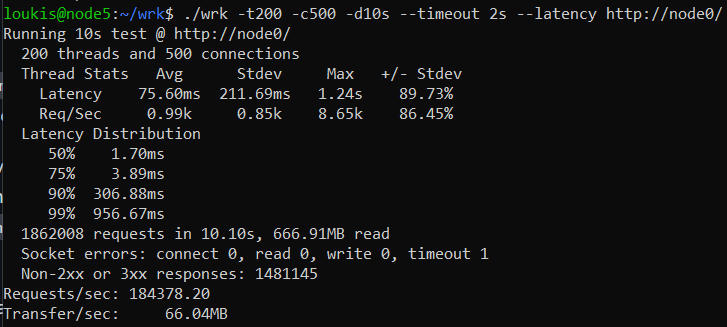 loukis@node5:~/wrk$ ./wrk -t200 -c500 -d10s --timeout 2s --latency http://node0/
Running 10s test @ http://node0/
  200 threads and 500 connections
  Thread Stats   Avg      Stdev     Max   +/- Stdev
    Latency    75.60ms  211.69ms   1.24s    89.73%
    Req/Sec     0.99k     0.85k    8.65k    86.45%
  Latency Distribution
     50%    1.70ms
     75%    3.89ms
     90%  306.88ms
     99%  956.67ms
  1862008 requests in 10.10s, 666.91MB read
  Socket errors: connect 0, read 0, write 0, timeout 1
  Non-2xx or 3xx responses: 1481145
Requests/sec: 184378.20
Transfer/sec:     66.04MB